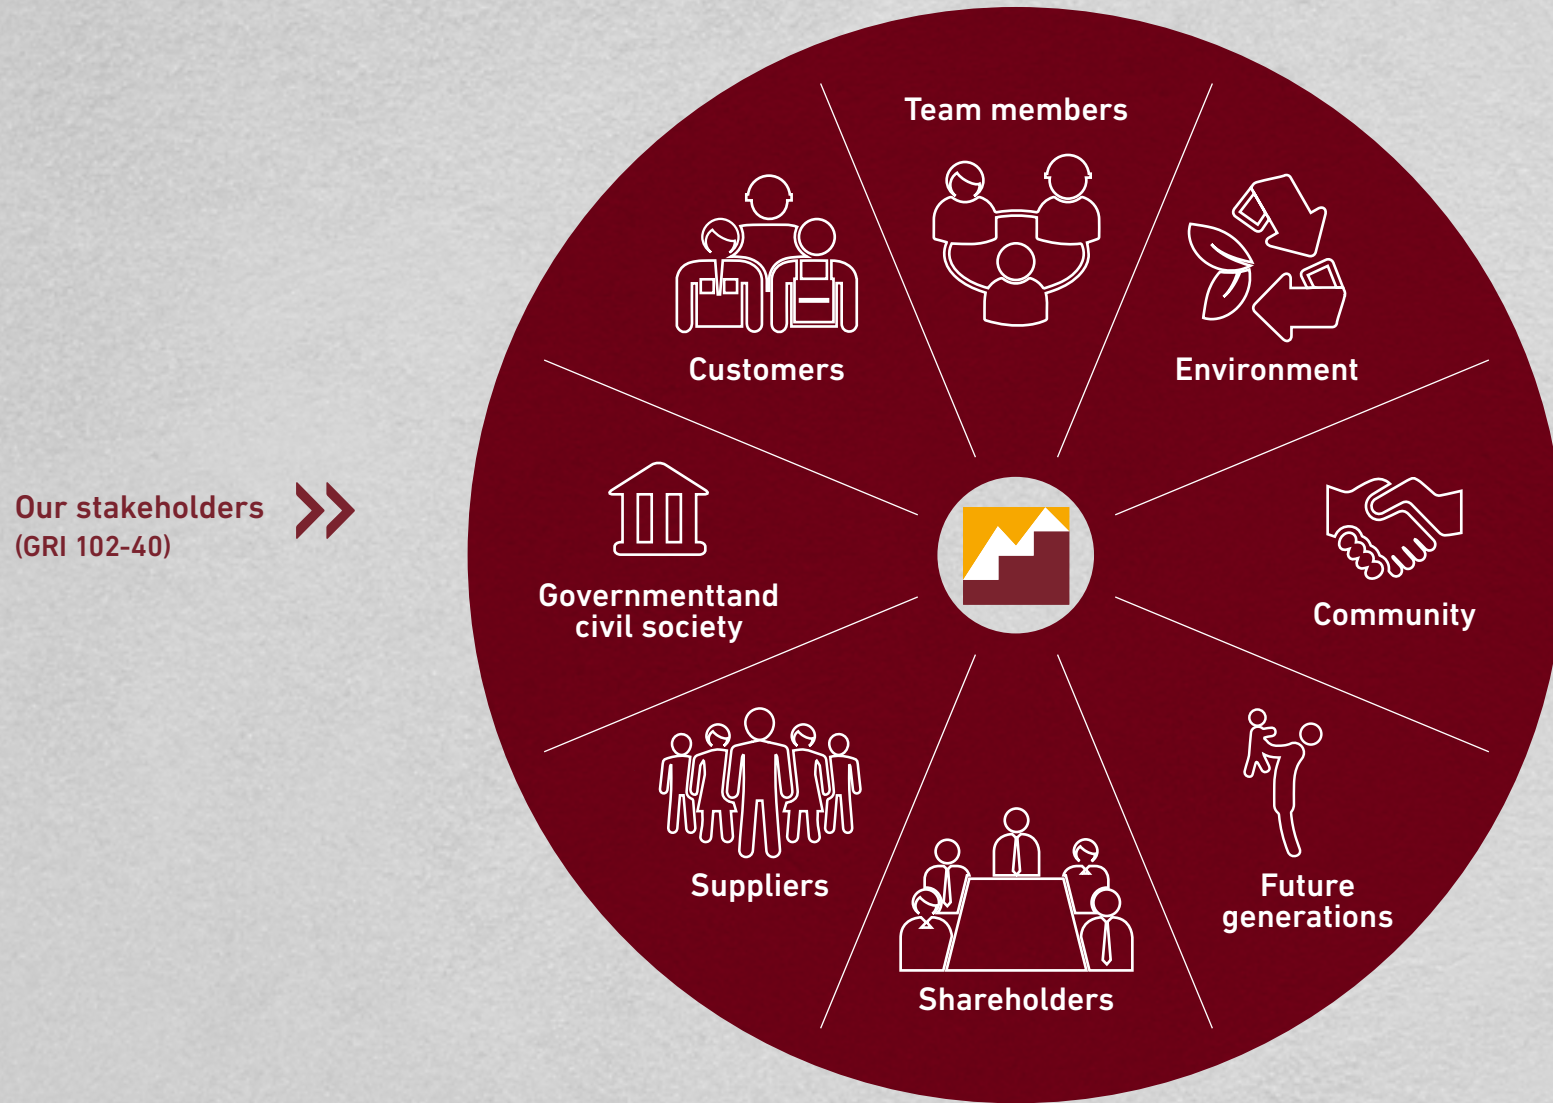 Our stakeholders
(GRI 102-40)
Team members
Customers
Environment
Governmenttand
civil society
Community
Suppliers
Future
generations
Shareholders